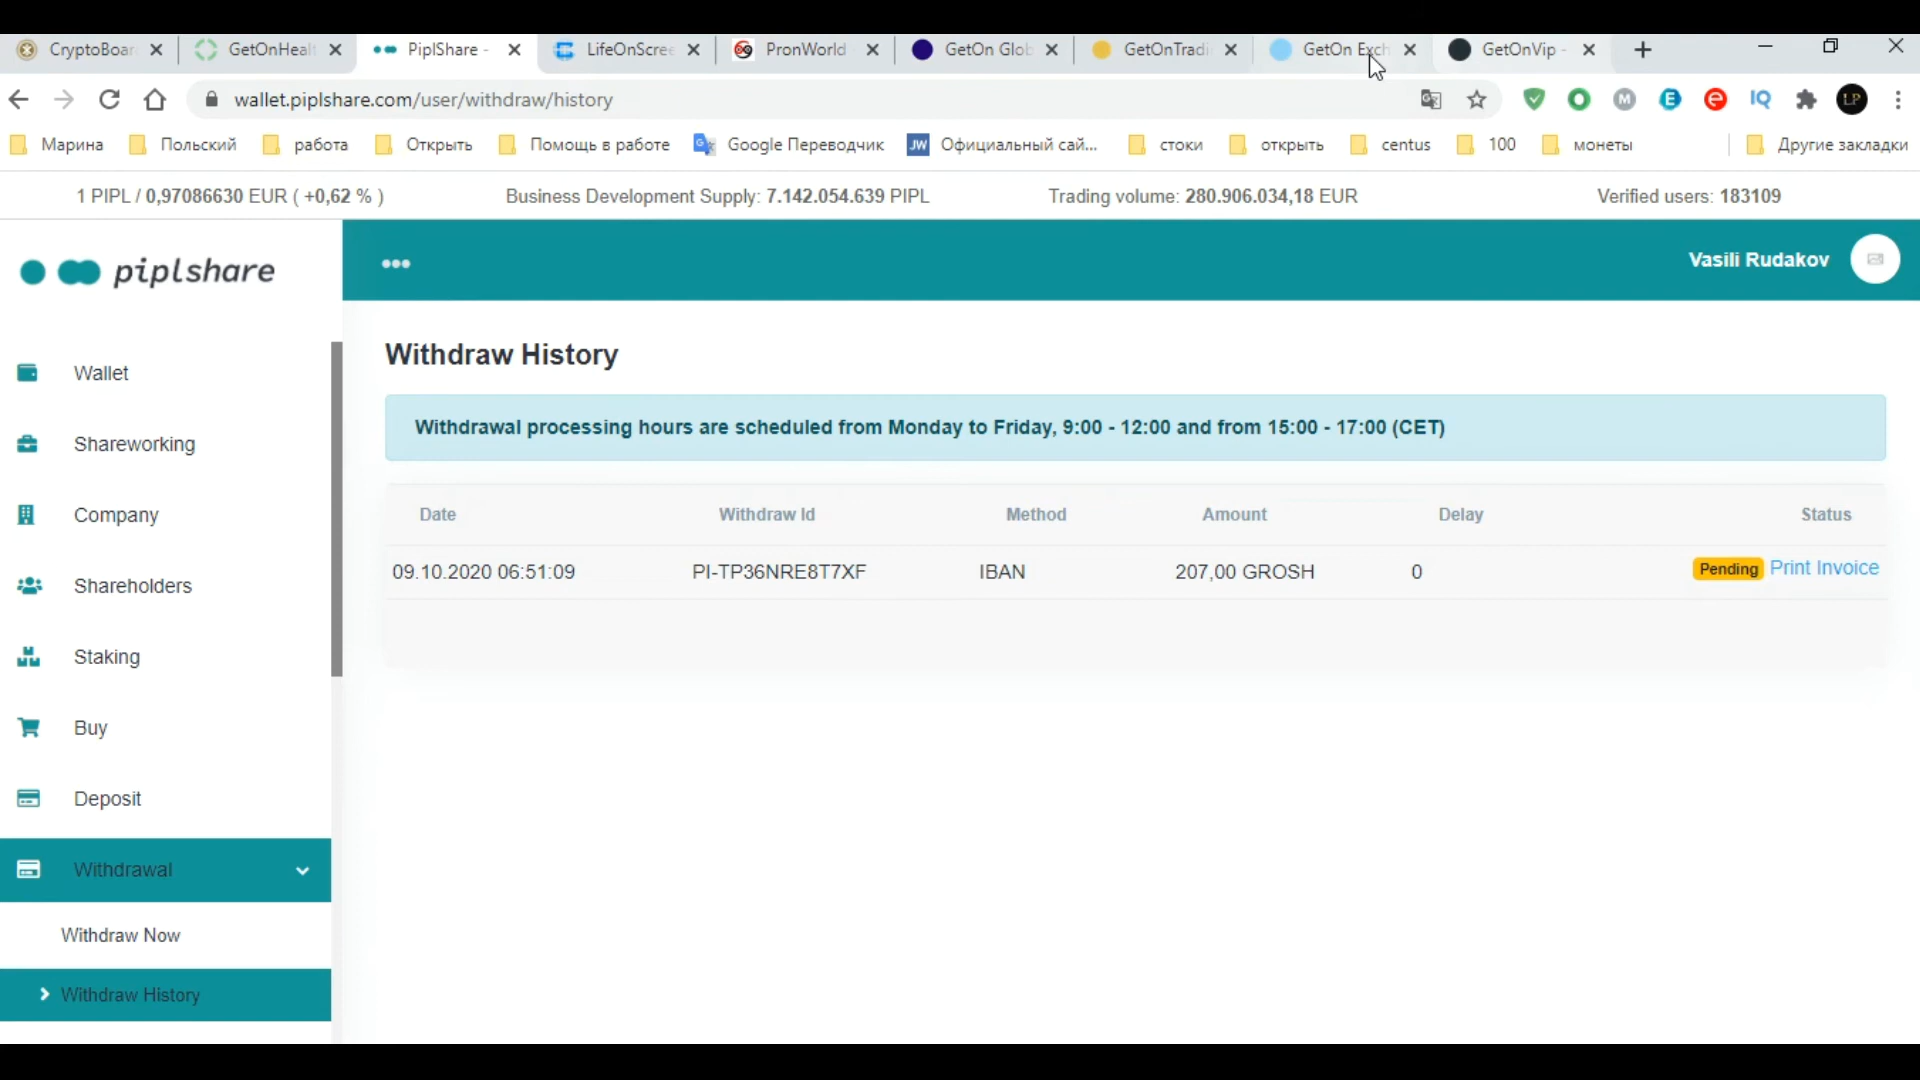 CryptoBoar GetOnHealt PiplShare - LifeOnScree PronWorld GetOn Glob GetOnTradi GetOn Exch GetOnVip -
wallet.piplshare.com/user/withdraw/history
M E e IQ LP
Марина Польский работа Открыть Помощь в работе Google Переводчик JW Официальный сай... стоки открыть centus 100 монеты Другие закладки
1 PIPL / 0,97086630 EUR ( +0,62 % ) Business Development Supply: 7.142.054.639 PIPL Trading volume: 280.906.034,18 EUR Verified users: 183109
piplshare
Vasili Rudakov
Wallet
Shareworking
Company
Shareholders
Staking
Buy
Deposit
Withdrawal
Withdraw Now
Withdraw History
Withdraw History
Withdrawal processing hours are scheduled from Monday to Friday, 9:00 - 12:00 and from 15:00 - 17:00 (CET)
Date Withdraw Id Method Amount Delay Status
09.10.2020 06:51:09 PI-TP36NRE8T7XF IBAN 207,00 GROSH 0 Pending Print Invoice